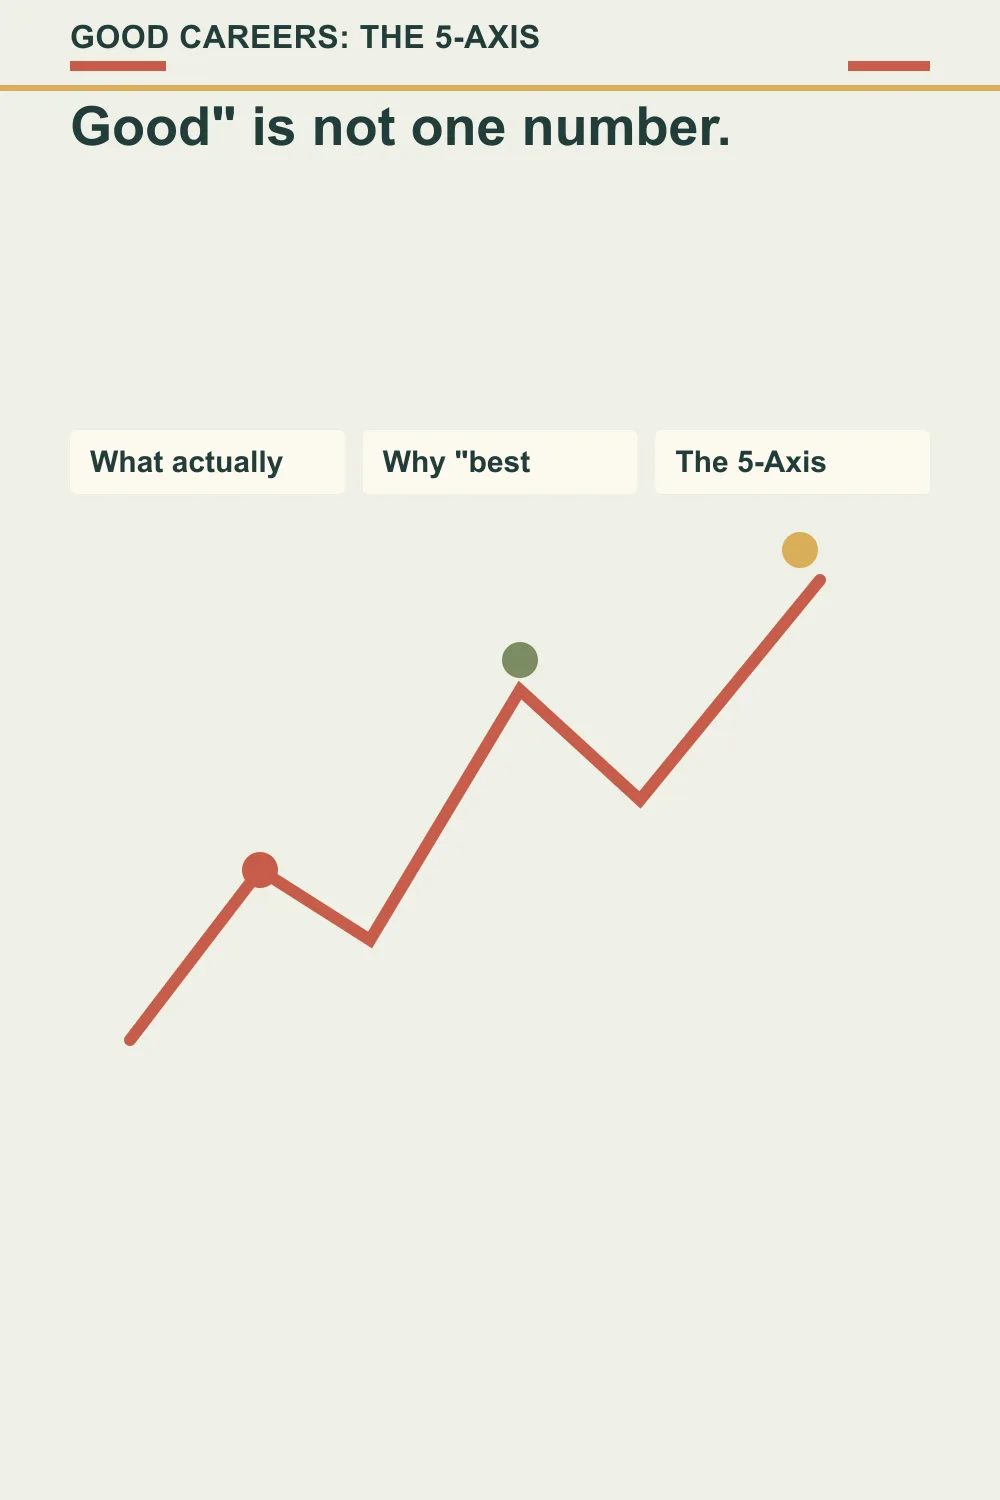 GOOD CAREERS: THE 5-AXIS
Good" is not one number.
What actually
Why "best
The 5-Axis